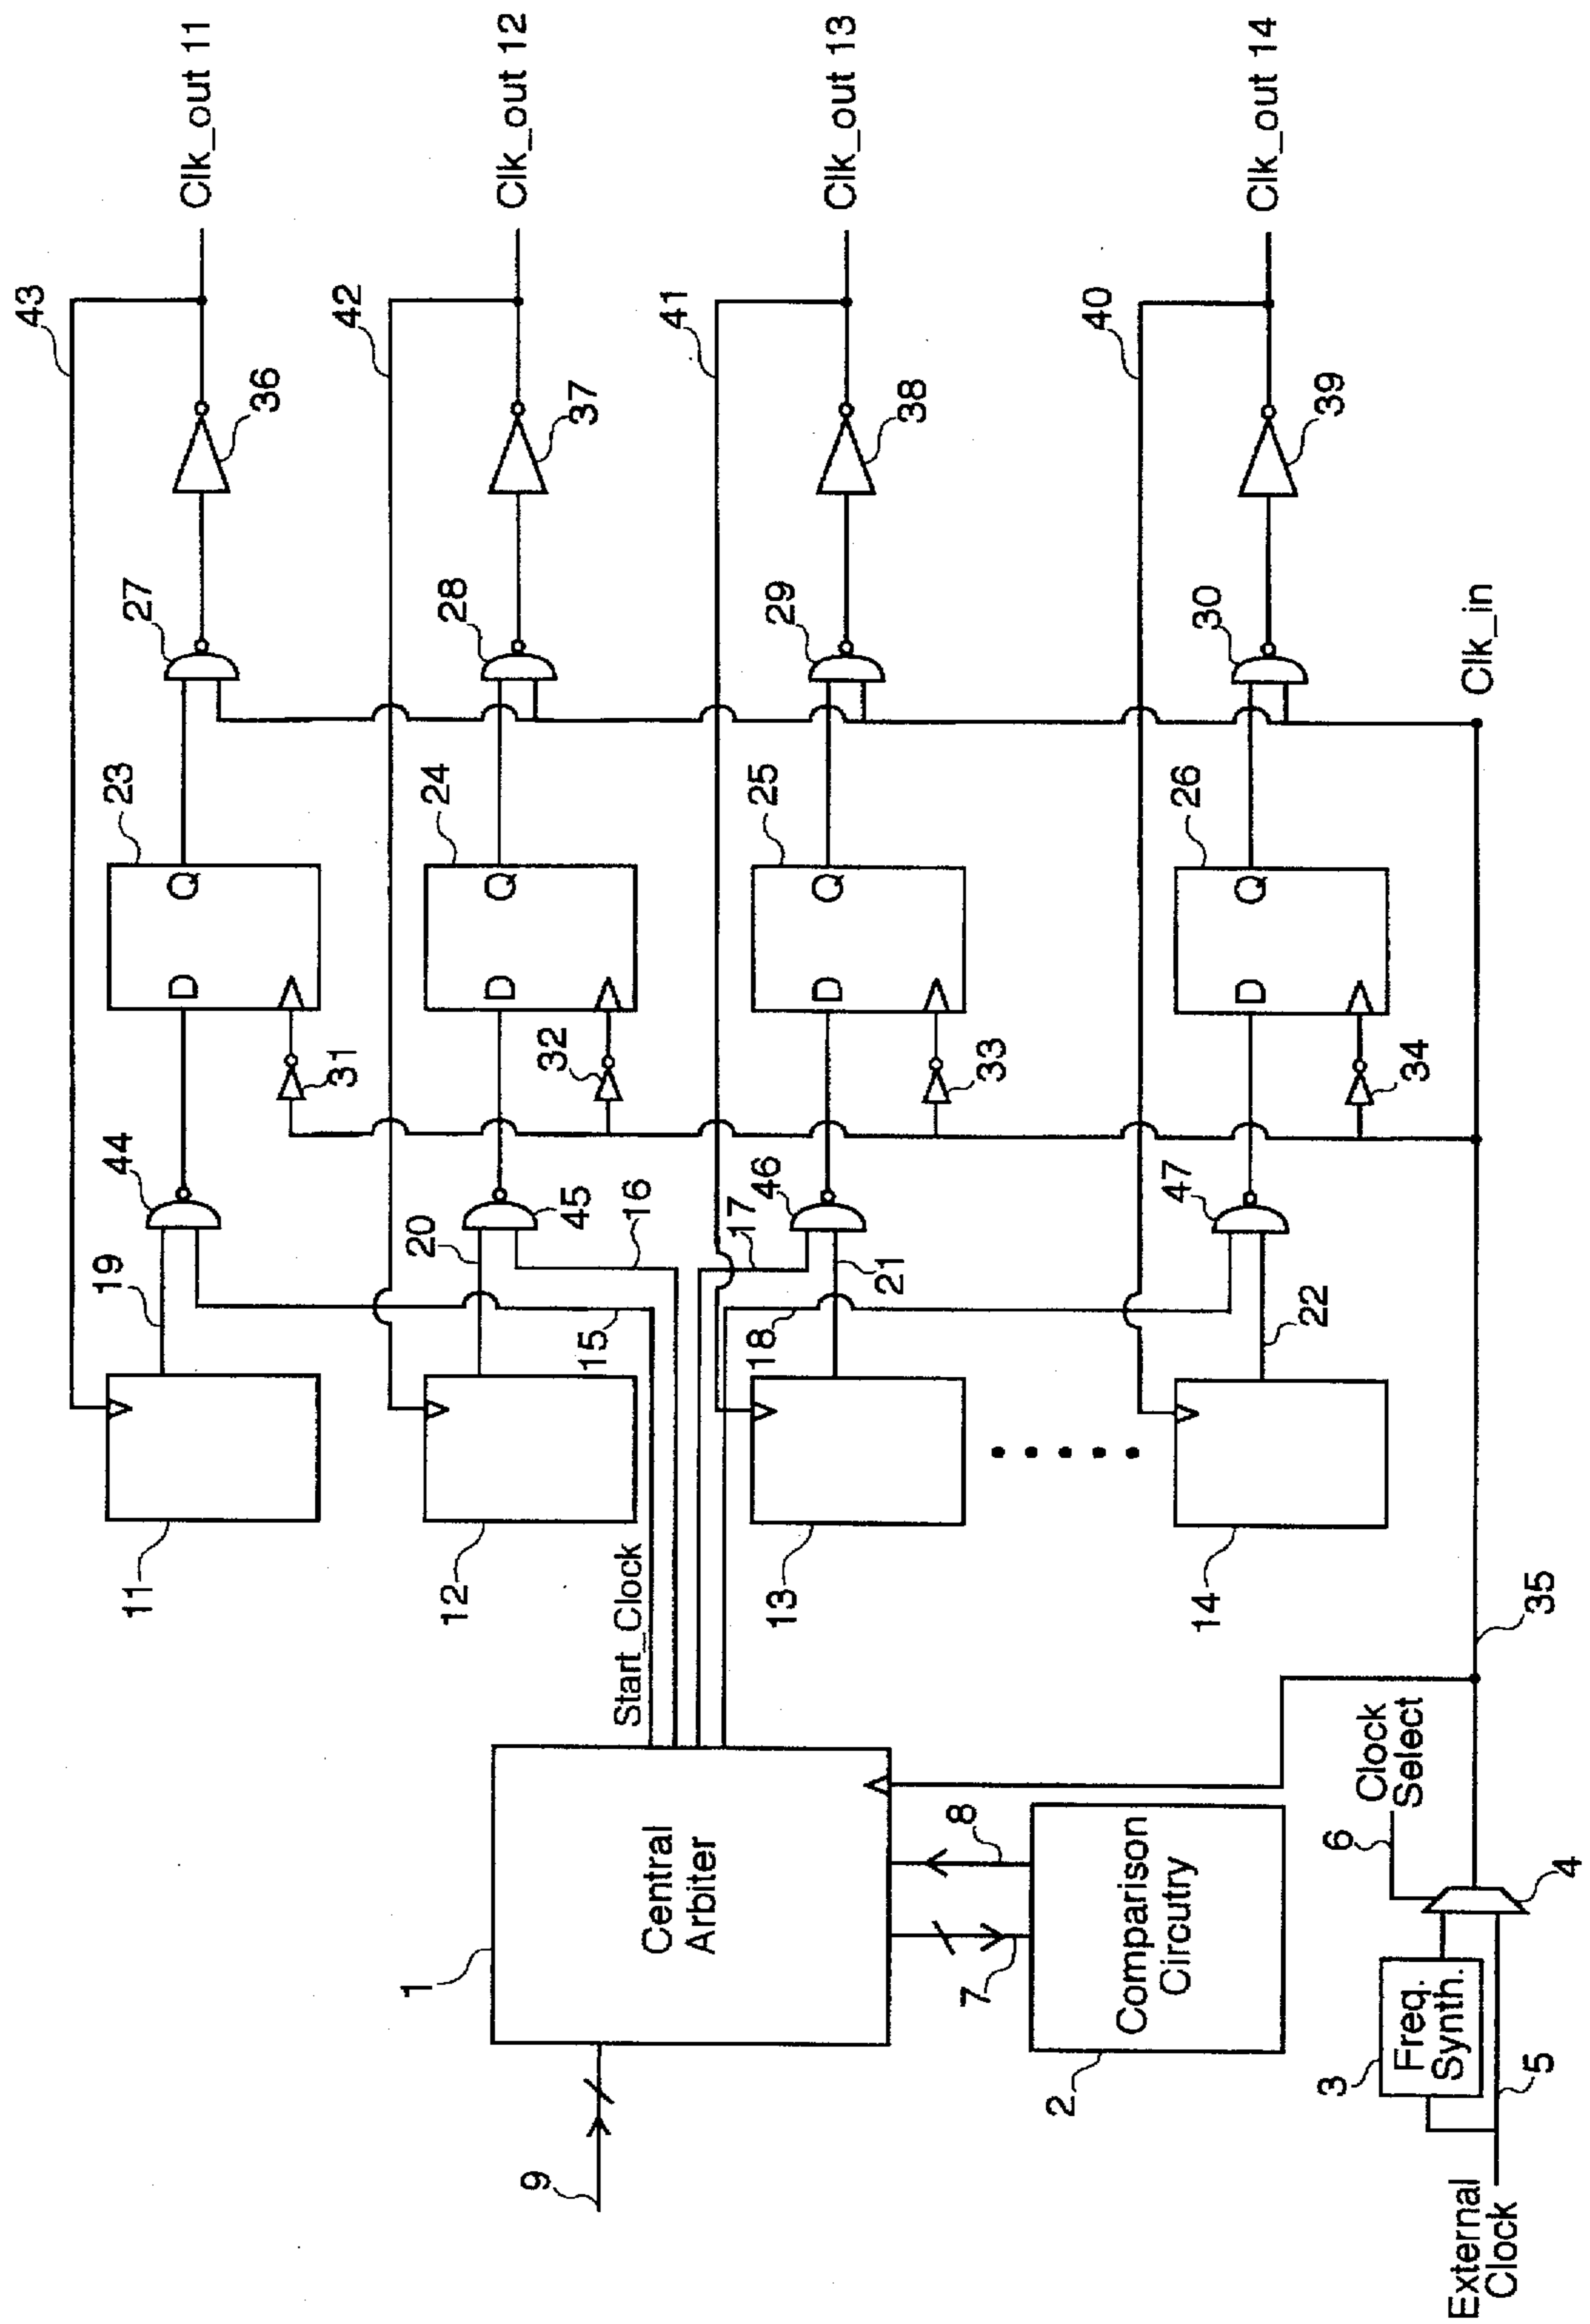 43
Clk_out 11
36
27
23
31
44
19
11
42
Clk_out 12
37
28
24
32
45
20
16
15
12
Start_Clock
41
Clk_out 13
38
29
25
33
46
17
21
18
13
40
Clk_out 14
39
30
26
34
47
22
14
Clk_in
35
D Q
D Q
D Q
D Q
1
Central
Arbiter
9
7
8
2
Comparison
Circuitry
Clock
Select
6
4
3
Freq.
Synth.
5
External
Clock